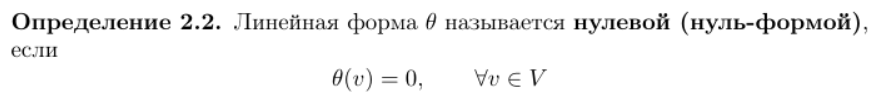 Определение 2.2. Линейная форма θ называется нулевой (нуль-формой),
если
θ(v) = 0, ∀v ∈ V